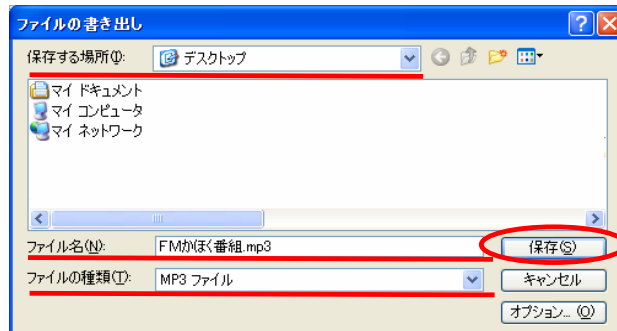 ファイルの書き出し
保存する場所(I):
デスクトップ
マイ ドキュメント
マイ コンピュータ
マイ ネットワーク
ファイル名(N):
FMかほく番組.mp3
保存(S)
ファイルの種類(T):
MP3 ファイル
キャンセル
オプション... (O)